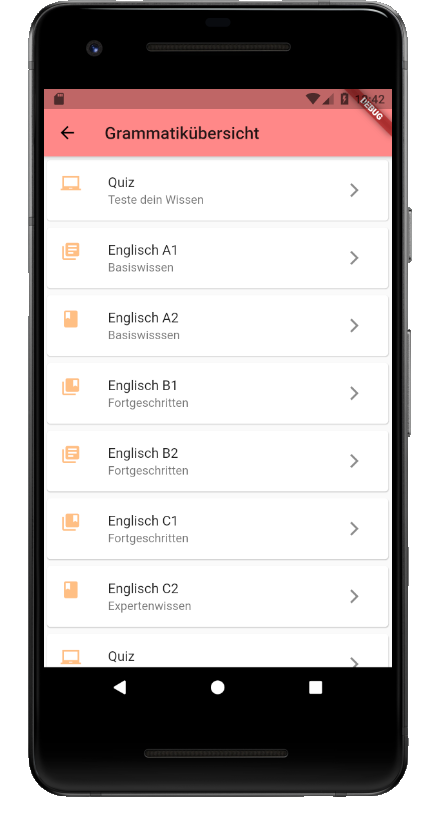 12:42
DEBUG
Grammatikübersicht
Quiz
Teste dein Wissen
Englisch A1
Basiswissen
Englisch A2
Basiswisssen
Englisch B1
Fortgeschritten
Englisch B2
Fortgeschritten
Englisch C1
Fortgeschritten
Englisch C2
Expertenwissen
Quiz